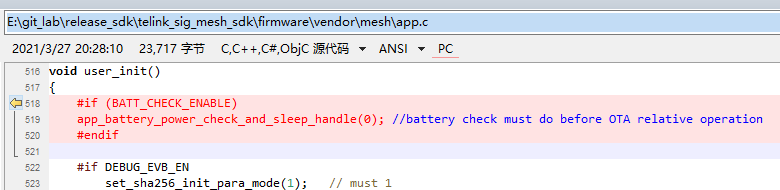 E:\git_lab\release_sdk\telink_sig_mesh_sdk\firmware\vendor\mesh\app.c
2021/3/27 20:28:10 23,717 字节 C,C++,C#,ObjC 源代码 ANSI PC
516 void user_init()
517 {
518 #if (BATT_CHECK_ENABLE)
519 app_battery_power_check_and_sleep_handle(0); //battery check must do before OTA relative operation
520 #endif
521
522 #if DEBUG_EVB_EN
523 set_sha256_init_para_mode(1); // must 1